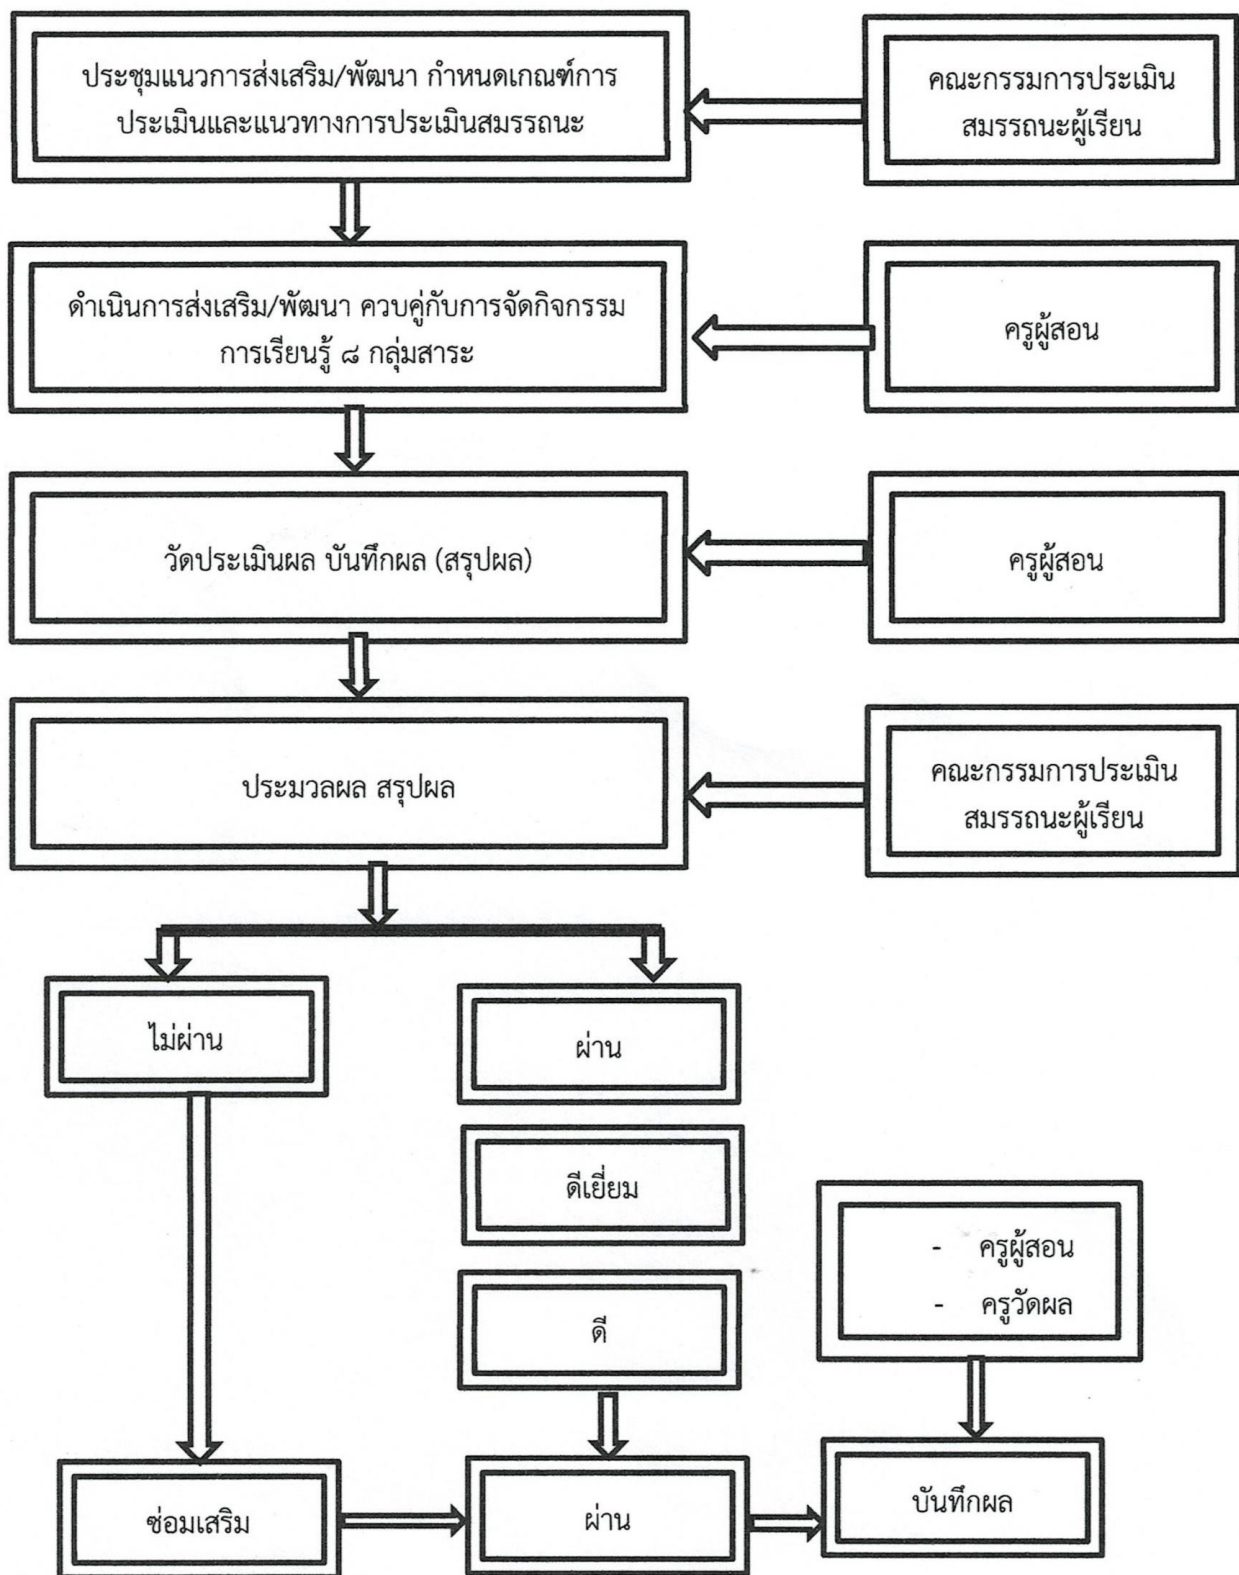 ประชุมแนวการส่งเสริม/พัฒนา กำหนดเกณฑ์การ
ประเมินและแนวทางการประเมินสมรรถนะ
คณะกรรมการประเมิน
สมรรถนะผู้เรียน
ดำเนินการส่งเสริม/พัฒนา ควบคู่กับการจัดกิจกรรม
การเรียนรู้ ๘ กลุ่มสาระ
ครูผู้สอน
วัดประเมินผล บันทึกผล (สรุปผล)
ครูผู้สอน
ประมวลผล สรุปผล
คณะกรรมการประเมิน
สมรรถนะผู้เรียน
ไม่ผ่าน
ผ่าน
ดีเยี่ยม
ดี
- ครูผู้สอน
- ครูวัดผล
ซ่อมเสริม
ผ่าน
บันทึกผล